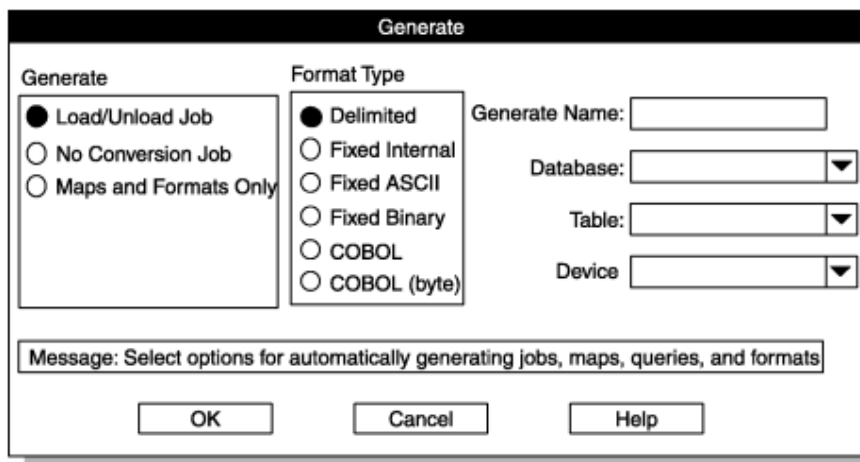 Generate
Generate
Load/Unload Job
No Conversion Job
Maps and Formats Only
Format Type
Delimited
Fixed Internal
Fixed ASCII
Fixed Binary
COBOL
COBOL (byte)
Generate Name:
Database:
Table:
Device
Message: Select options for automatically generating jobs, maps, queries, and formats
OK
Cancel
Help